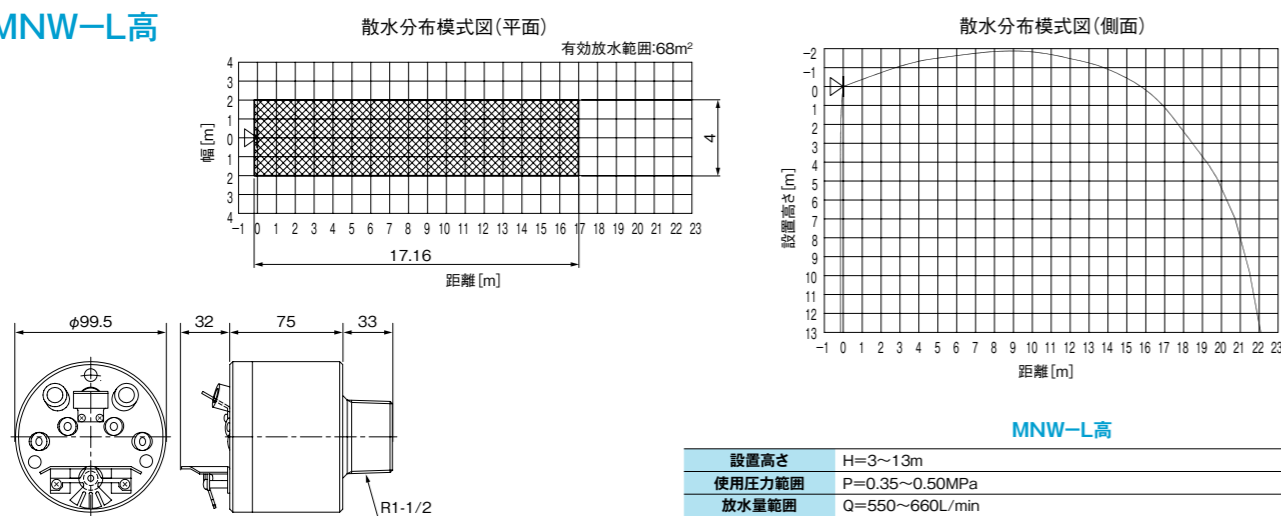 MNW−L高
散水分布模式図(平面)
有効放水範囲:68m²
4
3
2
1
0
1
2
3
4
幅[m]
−1 0 1 2 3 4 5 6 7 8 9 10 11 12 13 14 15 16 17 18 19 20 21 22 23
4
17.16
距離[m]
散水分布模式図(側面)
−2
−1
0
1
2
3
4
5
6
7
8
9
10
11
12
13
設置高さ[m]
−1 0 1 2 3 4 5 6 7 8 9 10 11 12 13 14 15 16 17 18 19 20 21 22 23
距離[m]
φ99.5
32 75 33
R1-1/2
MNW−L高
設置高さ H=3〜13m
使用圧力範囲 P=0.35〜0.50MPa
放水量範囲 Q=550〜660L/min